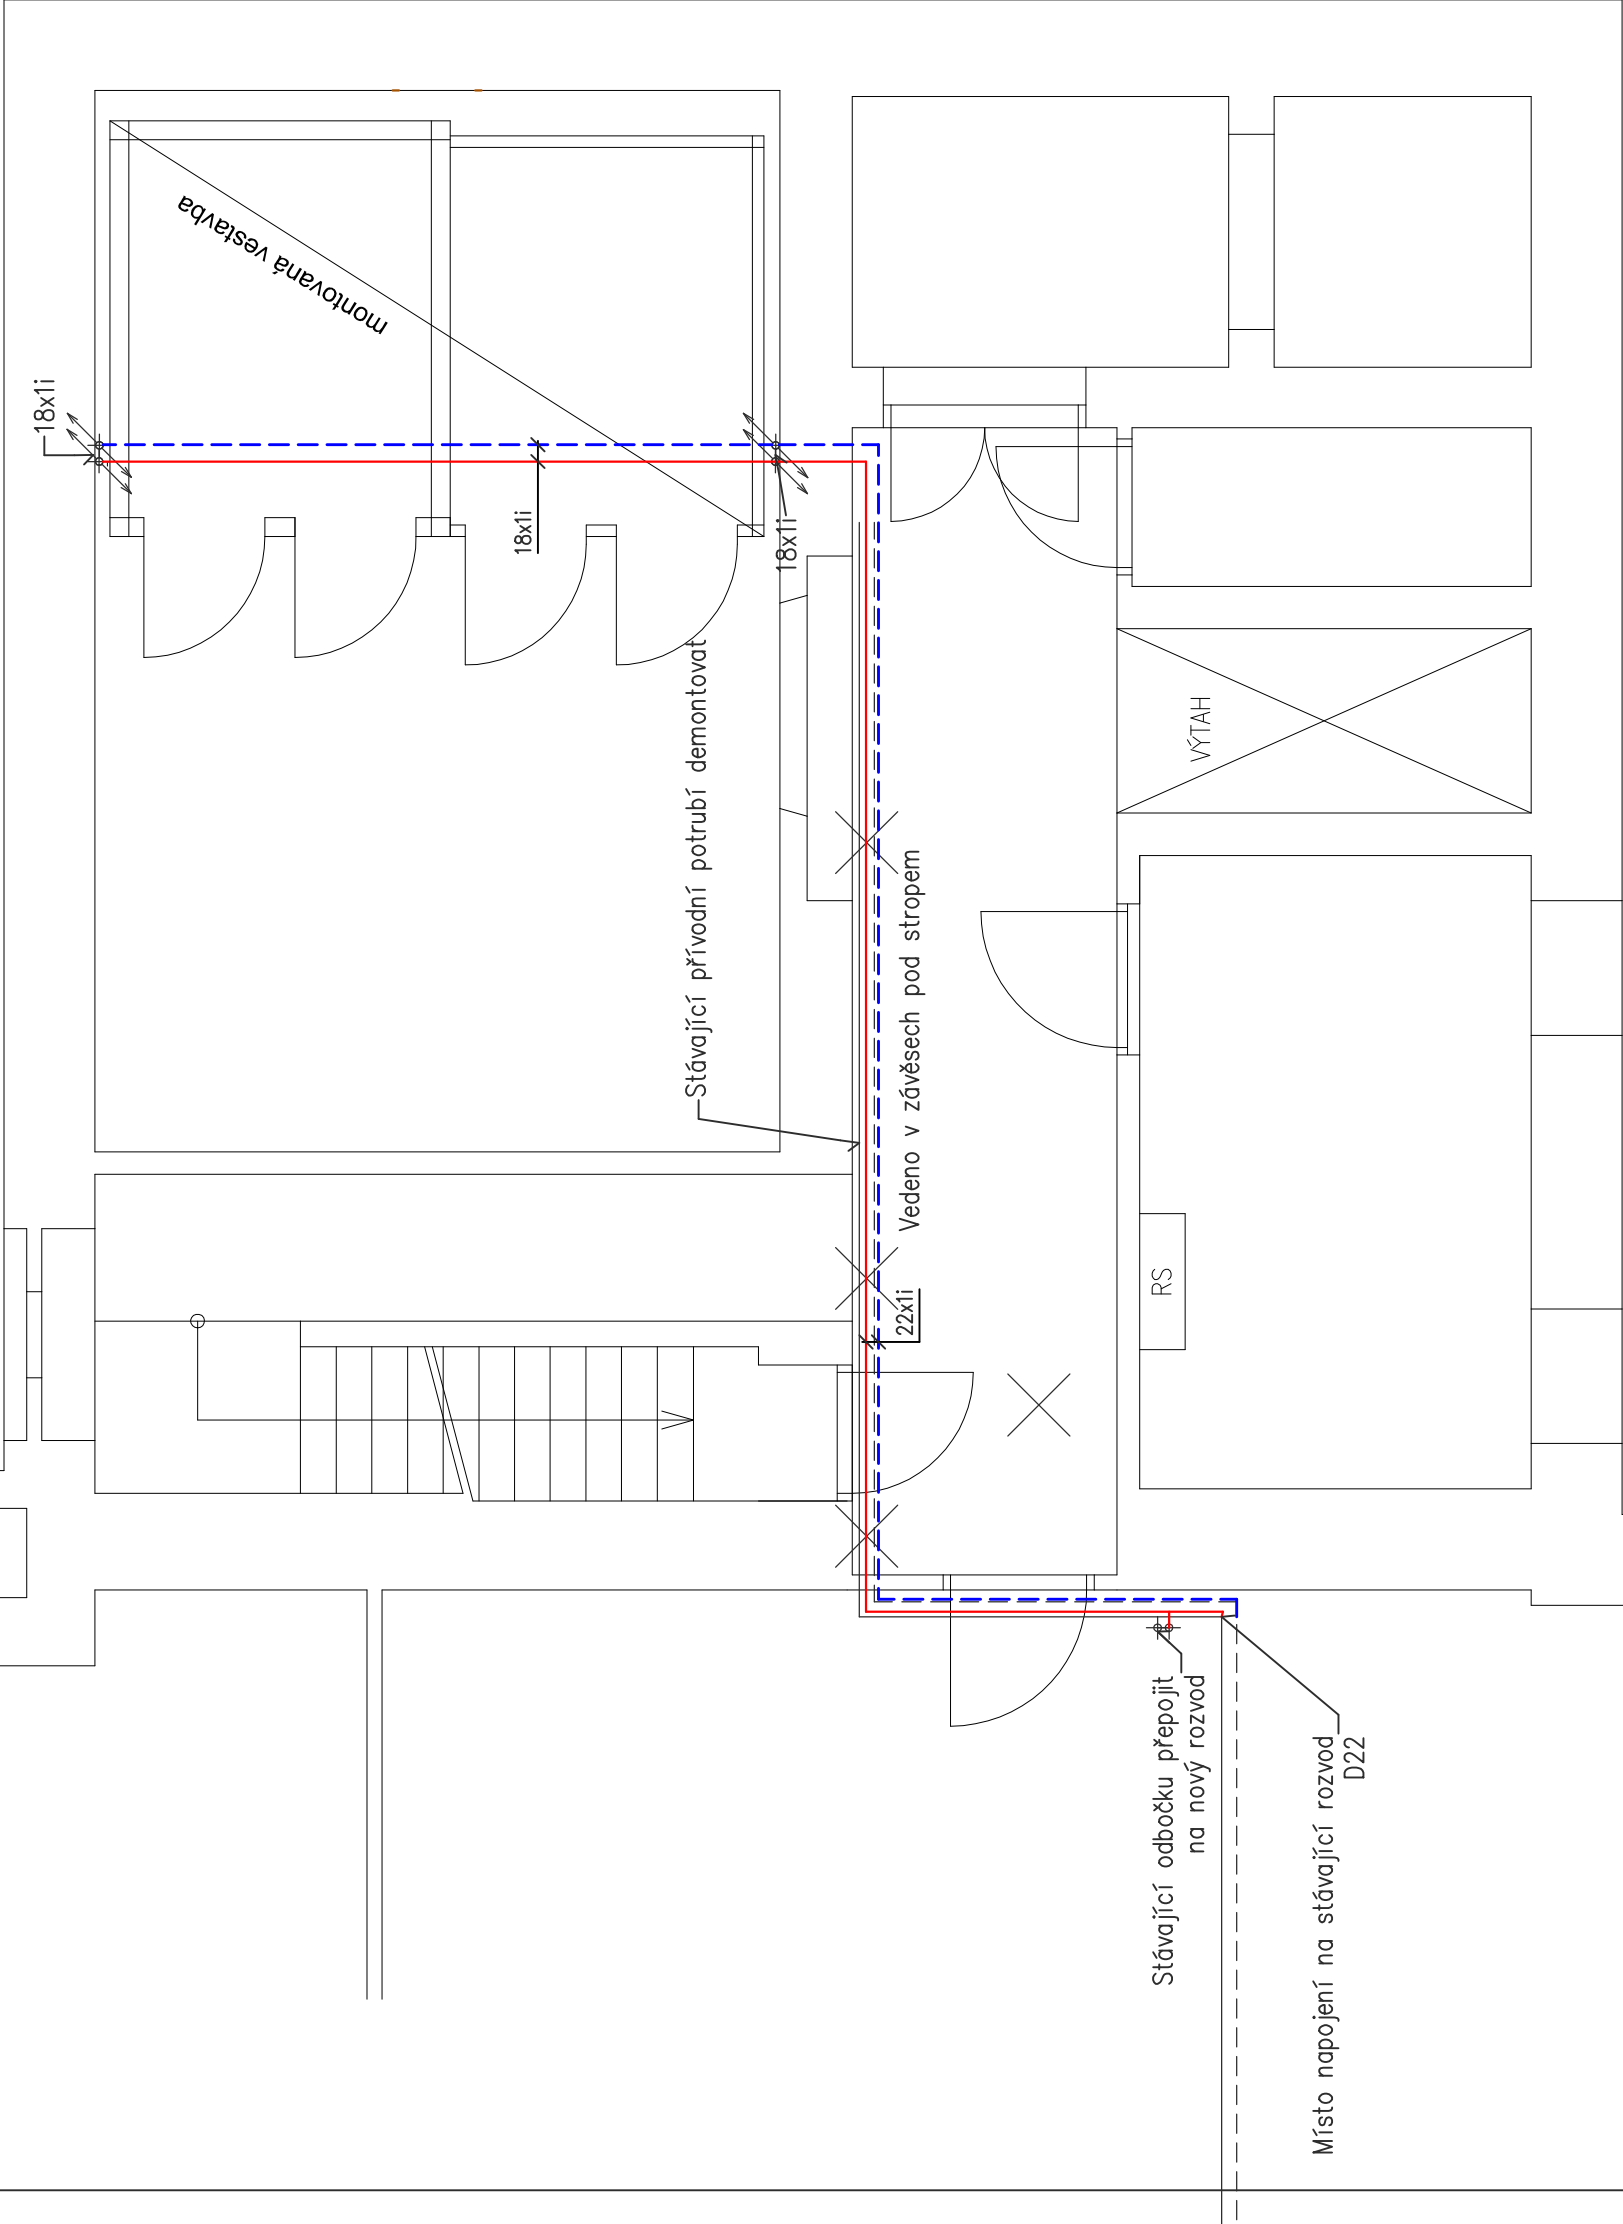 montovaná vestavba
18x1i
18x1i
18x1i
Stávající přívodní potrubí demontovat
VÝTAH
Vedeno v závěsech pod stropem
22x1i
RS
Stávající odbočku přepojit
na nový rozvod
Místo napojení na stávající rozvod
D22